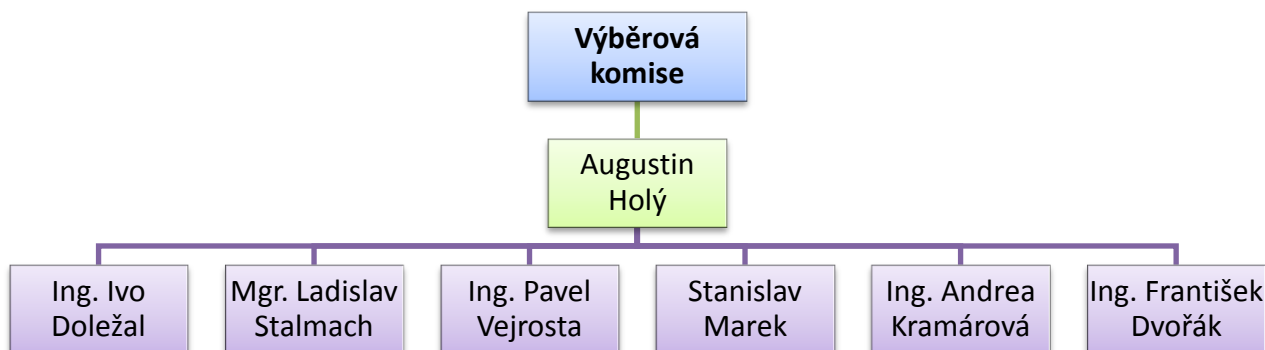 Výběrová
komise
Augustin
Holý
Ing. Ivo
Doležal
Mgr. Ladislav
Stalmach
Ing. Pavel
Vejrosta
Stanislav
Marek
Ing. Andrea
Kramárová
Ing. František
Dvořák